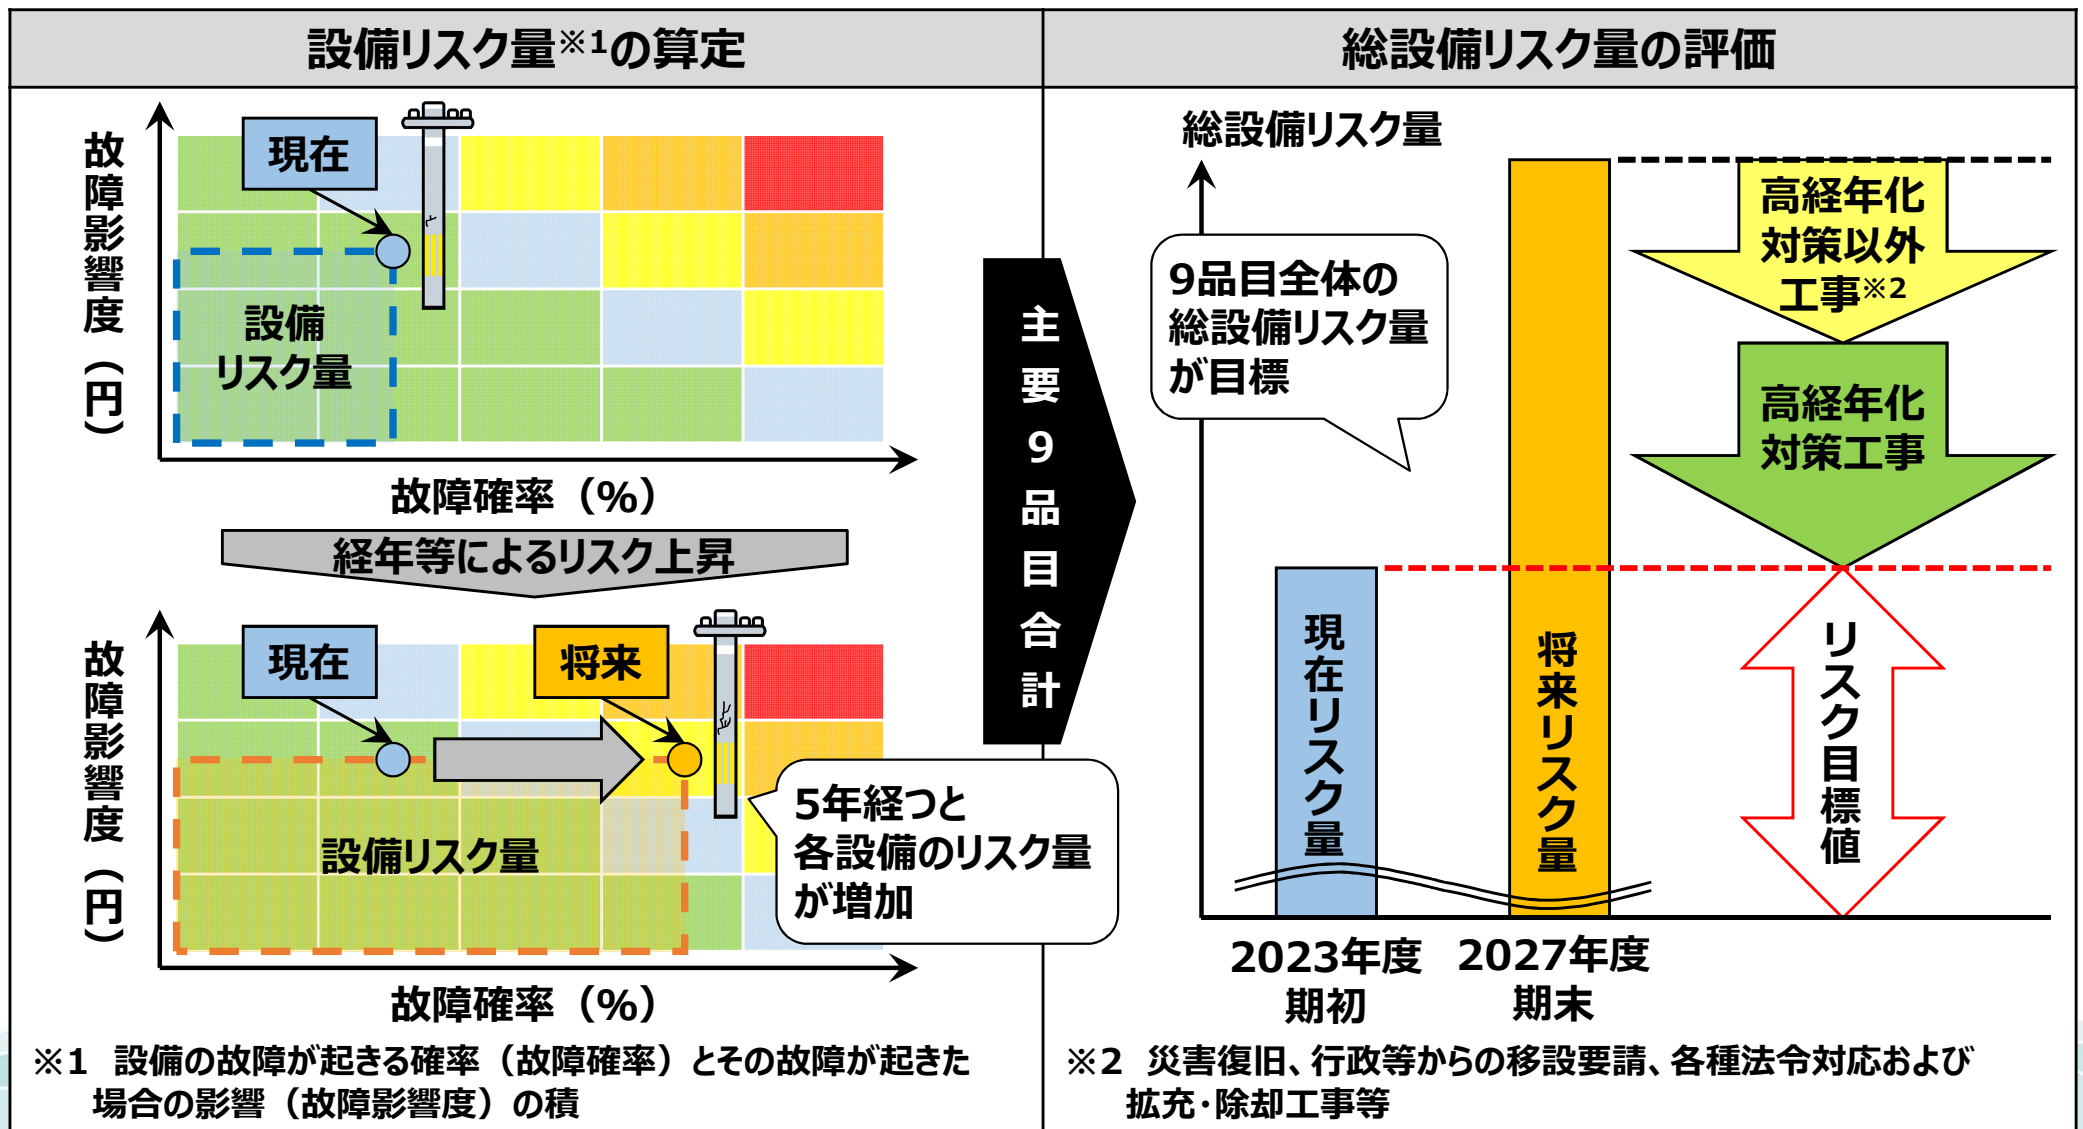 設備リスク量※1の算定
故障影響度（円）
現在
設備
リスク量
故障確率（%）
経年等によるリスク上昇
故障影響度（円）
現在
将来
設備リスク量
5年経つと
各設備のリスク量
が増加
故障確率（%）
※1 設備の故障が起きる確率（故障確率）とその故障が起きた
場合の影響（故障影響度）の積
主要9品目合計
総設備リスク量の評価
総設備リスク量
9品目全体の
総設備リスク量
が目標
高経年化
対策以外
工事※2
高経年化
対策工事
現在リスク量
将来リスク量
リスク目標値
2023年度
期初
2027年度
期末
※2 災害復旧、行政等からの移設要請、各種法令対応および
拡充・除却工事等